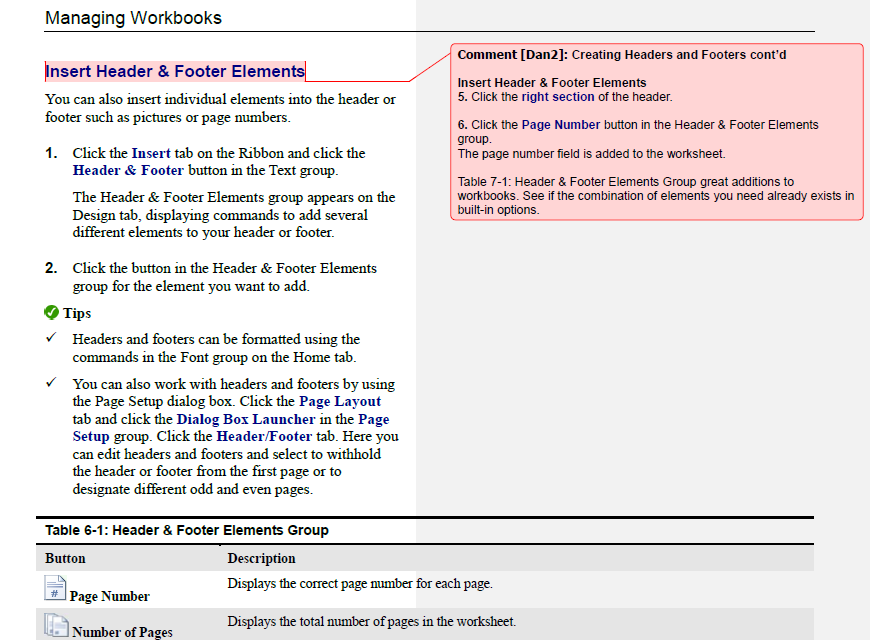 Managing Workbooks
Insert Header & Footer Elements
You can also insert individual elements into the header or
footer such as pictures or page numbers.
1. Click the Insert tab on the Ribbon and click the
Header & Footer button in the Text group.
The Header & Footer Elements group appears on the
Design tab, displaying commands to add several
different elements to your header or footer.
2. Click the button in the Header & Footer Elements
group for the element you want to add.
Tips
✓ Headers and footers can be formatted using the
commands in the Font group on the Home tab.
✓ You can also work with headers and footers by using
the Page Setup dialog box. Click the Page Layout
tab and click the Dialog Box Launcher in the Page
Setup group. Click the Header/Footer tab. Here you
can edit headers and footers and select to withhold
the header or footer from the first page or to
designate different odd and even pages.
Comment [Dan2]: Creating Headers and Footers cont'd
Insert Header & Footer Elements
5. Click the right section of the header.
6. Click the Page Number button in the Header & Footer Elements
group.
The page number field is added to the worksheet.
Table 7-1: Header & Footer Elements Group great additions to
workbooks. See if the combination of elements you need already exists in
built-in options.
Table 6-1: Header & Footer Elements Group
Button Description
# Page Number Displays the correct page number for each page.
Number of Pages Displays the total number of pages in the worksheet.